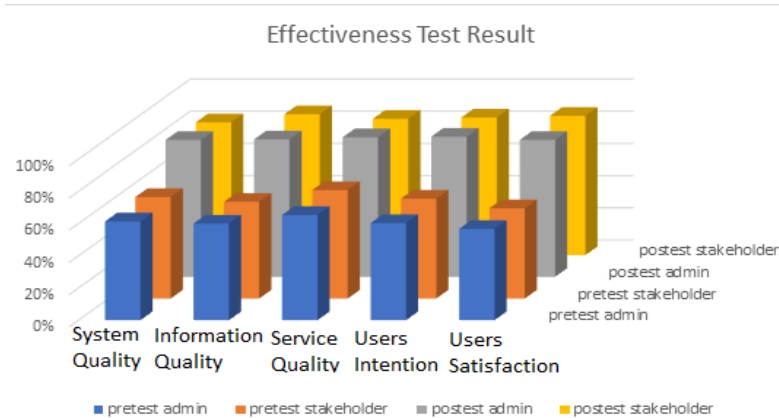 Effectiveness Test Result
100%
80%
60%
40%
20%
0%
postest stakeholder
postest admin
pretest stakeholder
pretest admin
System Quality
Information Quality
Service Quality
Users Intention
Users Satisfaction
pretest admin
pretest stakeholder
postest admin
postest stakeholder